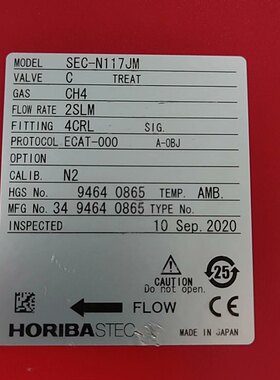 MODEL SEC-N117JM
VALVE C TREAT
GAS CH4
FLOW RATE 2SLM
FITTING 4CRL SIG.
PROTOCOL ECAT-000 A-OBJ
OPTION
CALIB. N2
HGS No. 9464 0865 TEMP. AMB.
MFG No. 34 9464 0865 TYPE No.
INSPECTED 10 Sep. 2020
CAUTION
Do not open.
25
FLOW
CE
HORIBASTEC
MADE IN JAPAN